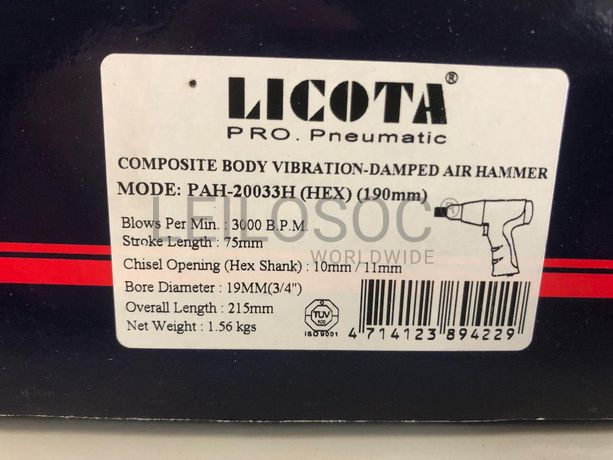 LICOTA®
PRO. Pneumatic
COMPOSITE BODY VIBRATION-DAMPED AIR HAMMER
MODE: PAH-20033H (HEX) (190mm)
LEILOSOC®
WORLDWIDE
Blows Per Min. : 3000 B.P.M.
Stroke Length : 75mm
Chisel Opening (Hex Shank) : 10mm / 11mm
Bore Diameter : 19MM(3/4")
Overall Length : 215mm
Net Weight : 1.56 kgs
TUV
ISO9001
4 714123 894229